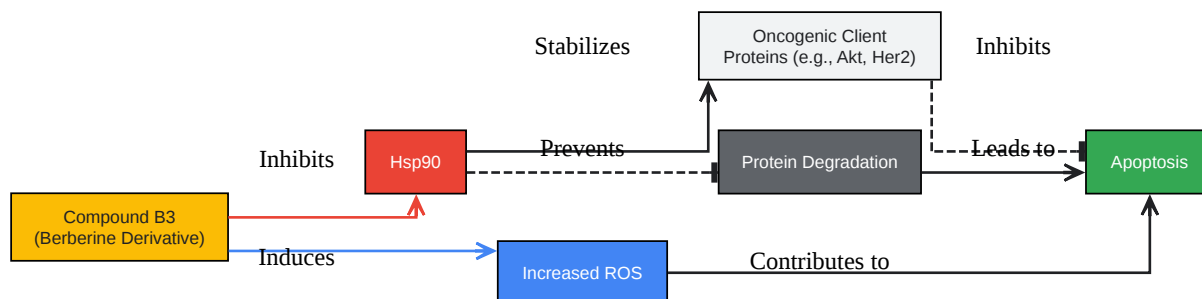 Stabilizes
Oncogenic Client
Proteins (e.g., Akt, Her2)
Inhibits
Inhibits
Hsp90
Prevents
Protein Degradation
Leads to
Apoptosis
Compound B3
(Berberine Derivative)
Induces
Increased ROS
Contributes to